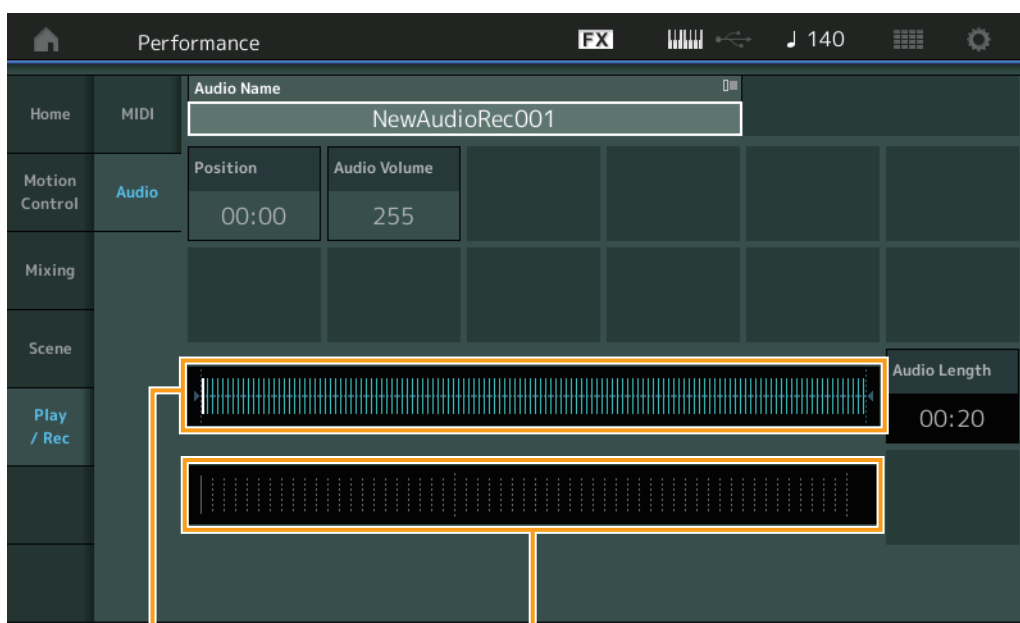 Performance
FX
140
Home
Motion
Control
Mixing
Scene
Play
/ Rec
MIDI
Audio
Audio Name
NewAudioRec001
Position
00:00
Audio Volume
255
Audio Length
00:20